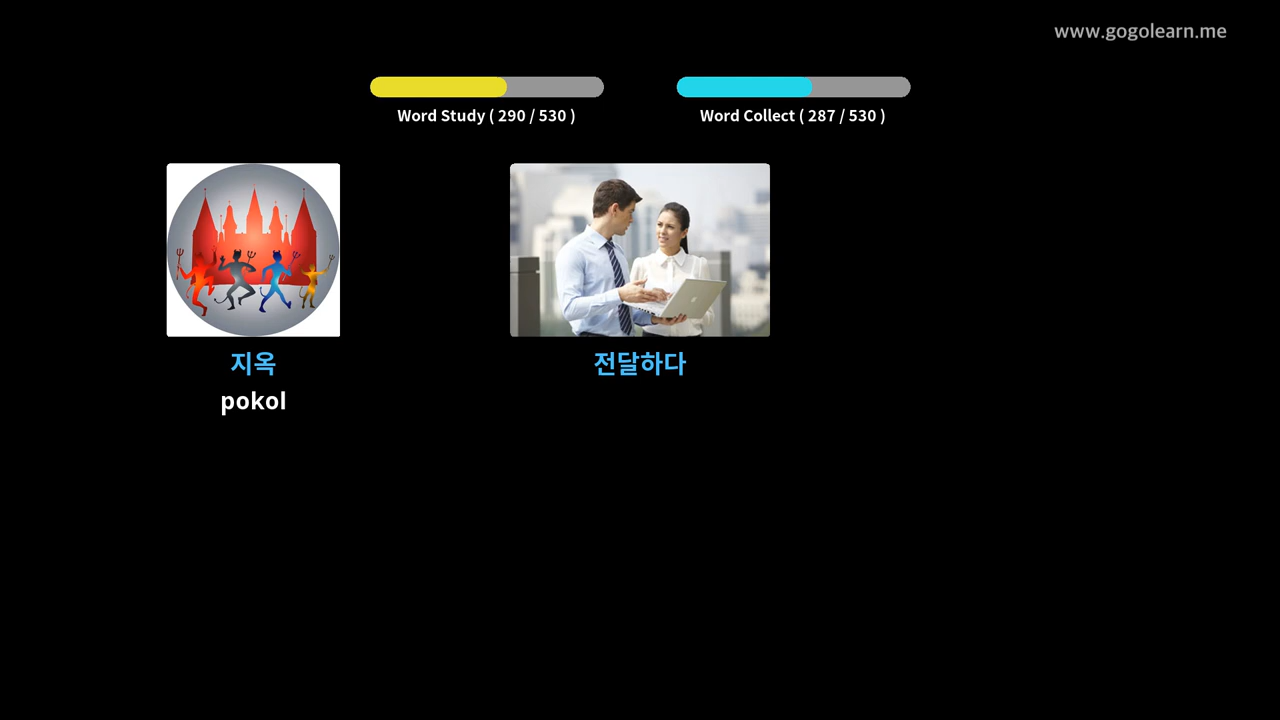 www.gogolearn.me
Word Study ( 290 / 530 )
Word Collect ( 287 / 530 )
지옥
pokol
전달하다